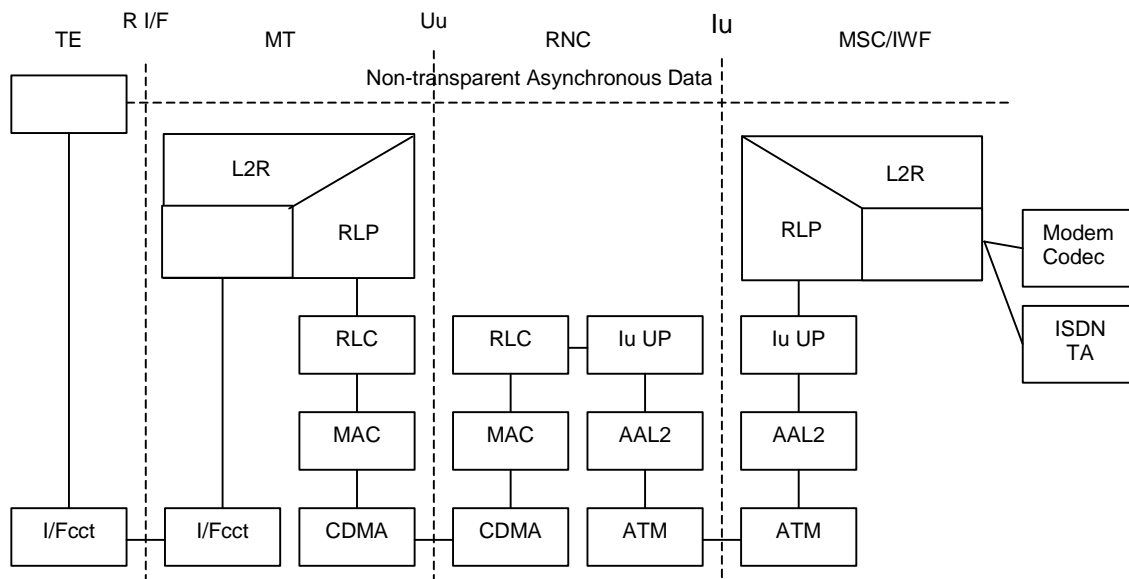 R I/F
Uu
Iu
TE
MT
RNC
MSC/IWF
Non-transparent Asynchronous Data
L2R
L2R
RLP
RLP
Modem
Codec
RLC
RLC
Iu UP
Iu UP
ISDN
TA
MAC
MAC
AAL2
AAL2
I/Fcct
I/Fcct
CDMA
CDMA
ATM
ATM